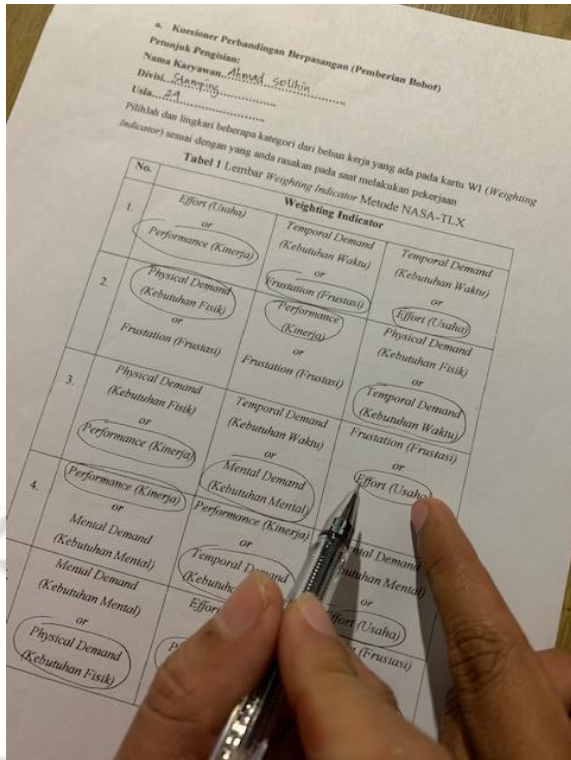 a. Kuesioner Perbandingan Berpasangan (Pemberian Bobot)
Petunjuk Pengisian:
Nama Karyawan..Ahmad Solihin
Divisi..Stamping
Usia...29
Pilihlah dan lingkari beberapa kategori dari beban kerja yang ada pada kartu WI (Weighting
Indicator) sesuai dengan yang anda rasakan pada saat melakukan pekerjaan
Tabel 1 Lembar Weighting Indicator Metode NASA-TLX
No.
Weighting Indicator
1.
Effort (Usaha)
or
Performance (Kinerja)
Temporal Demand
(Kebutuhan Waktu)
or
Frustation (Frustasi)
Temporal Demand
(Kebutuhan Waktu)
or
Effort (Usaha)
2.
Physical Demand
(Kebutuhan Fisik)
or
Frustation (Frustasi)
Performance
(Kinerja)
or
Frustation (Frustasi)
Physical Demand
(Kebutuhan Fisik)
or
Temporal Demand
(Kebutuhan Waktu)
3.
Physical Demand
(Kebutuhan Fisik)
or
Performance (Kinerja)
Temporal Demand
(Kebutuhan Waktu)
or
Mental Demand
(Kebutuhan Mental)
Frustation (Frustasi)
or
Effort (Usaha)
4.
Performance (Kinerja)
or
Mental Demand
(Kebutuhan Mental)
Performance (Kinerja)
or
Temporal Demand
Demand
Mental)
or
(Usaha)
Mental Demand
(Kebutuhan Mental)
or
Physical Demand
(Kebutuhan Fisik)
Effort
(Frustasi)